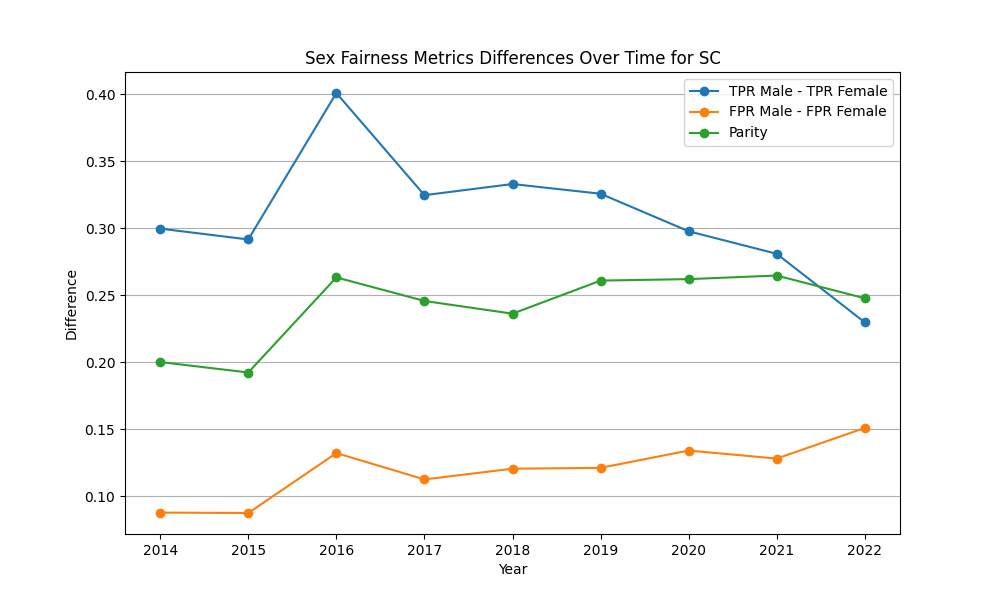 Sex Fairness Metrics Differences Over Time for SC
TPR Male - TPR Female
FPR Male - FPR Female
Parity
Difference
0.40
0.35
0.30
0.25
0.20
0.15
0.10
2014 2015 2016 2017 2018 2019 2020 2021 2022
Year